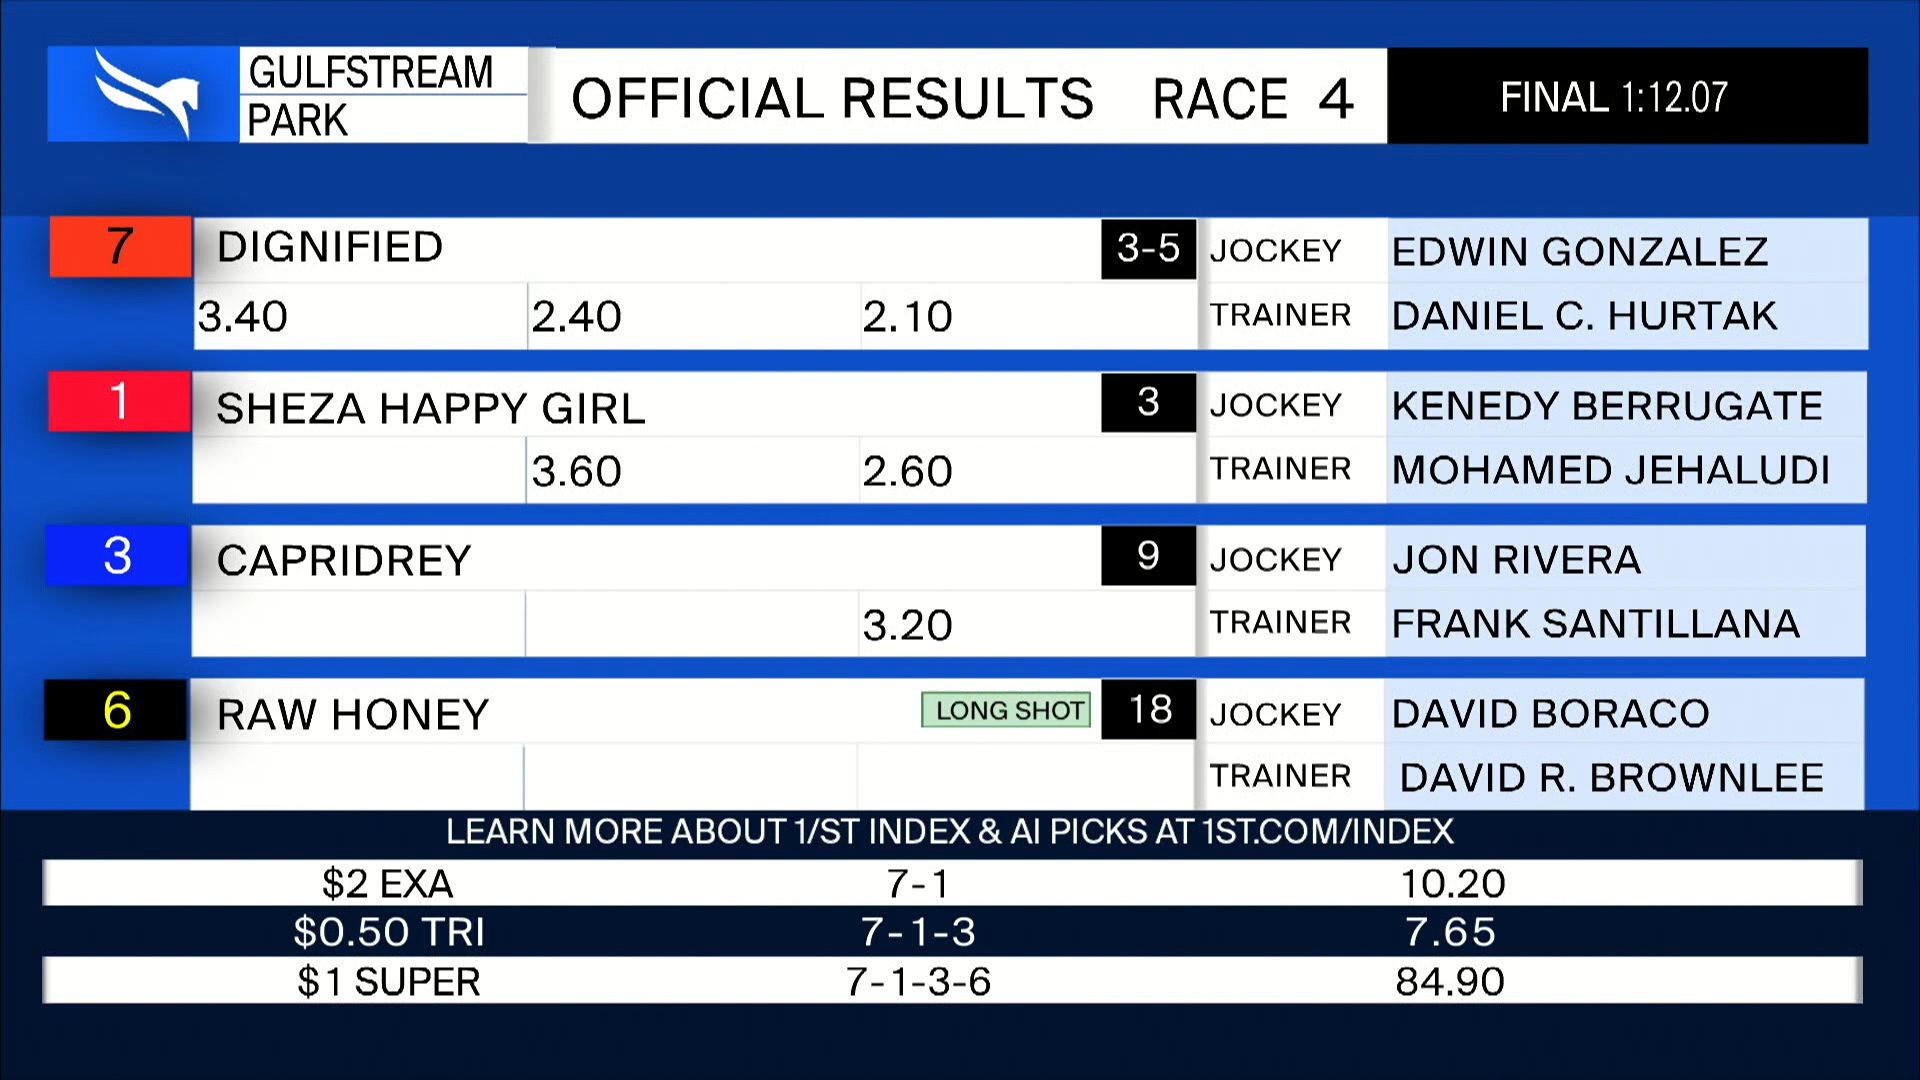 GULFSTREAM
PARK
OFFICIAL RESULTS RACE 4
FINAL 1:12.07
7 DIGNIFIED 3-5 JOCKEY EDWIN GONZALEZ
3.40 2.40 2.10 TRAINER DANIEL C. HURTAK
1 SHEZA HAPPY GIRL 3 JOCKEY KENEDY BERRUGATE
3.60 2.60 TRAINER MOHAMED JEHALUDI
3 CAPRIDREY 9 JOCKEY JON RIVERA
3.20 TRAINER FRANK SANTILLANA
6 RAW HONEY LONG SHOT 18 JOCKEY DAVID BORACO
TRAINER DAVID R. BROWNLEE
LEARN MORE ABOUT 1/ST INDEX & AI PICKS AT 1ST.COM/INDEX
$2 EXA 7-1 10.20
$0.50 TRI 7-1-3 7.65
$1 SUPER 7-1-3-6 84.90